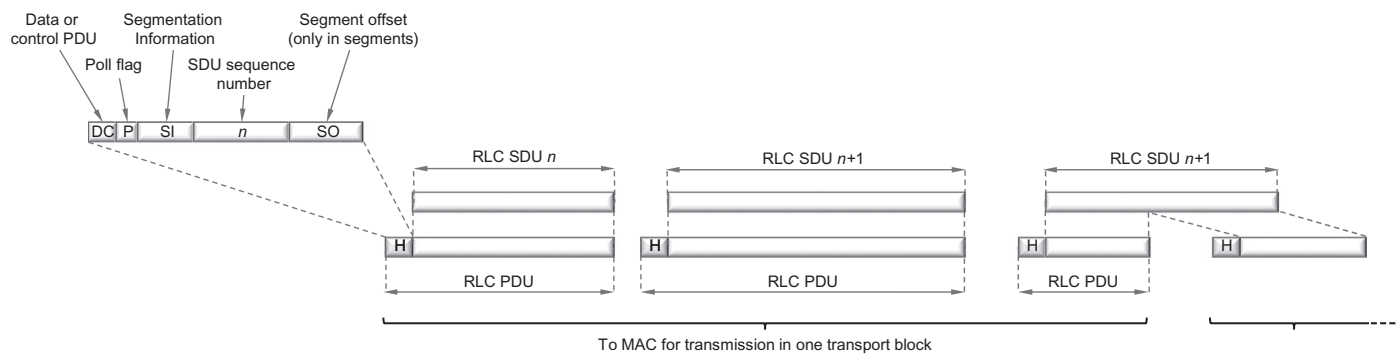 Data or
control PDU
Segmentation
Information
Segment offset
(only in segments)
Poll flag
SDU sequence
number
DC P SI n SO
RLC SDU n
RLC SDU n+1
RLC SDU n+1
H
H
H
H
RLC PDU
RLC PDU
RLC PDU
To MAC for transmission in one transport block